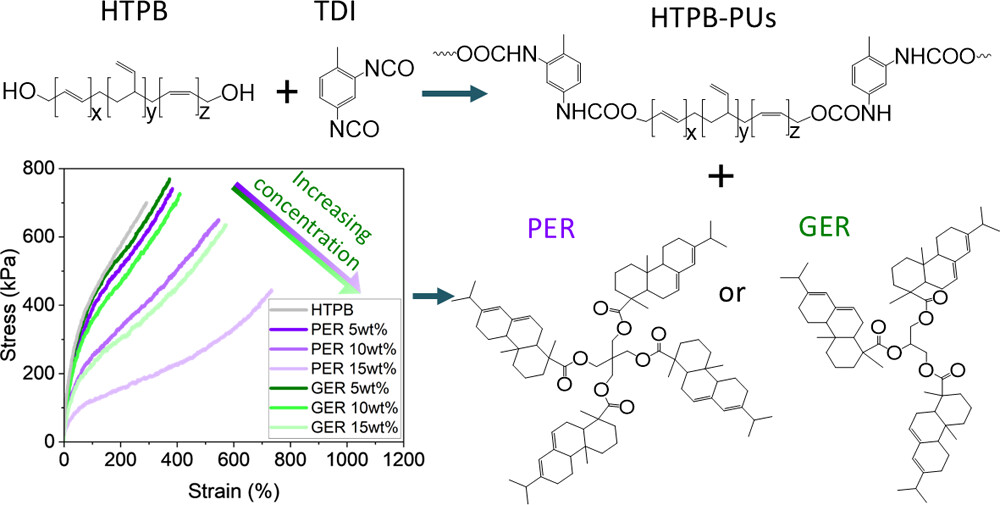 HTPB
TDI
HTPB-PUs
HO
x
y
z
OH
+
NCO
NCO
OOCHN
NHCOO
x
y
z
OOCHN
NHCOO
OCONH
+
800
600
400
200
0
Stress (kPa)
0 200 400 600 800 1000 1200
Strain (%)
Increasing
concentration
HTPB
PER 5wt%
PER 10wt%
PER 15wt%
GER 5wt%
GER 10wt%
GER 15wt%
PER
or
GER
O
O
O
O
O
O
O
O
O
O
O
O
O
O